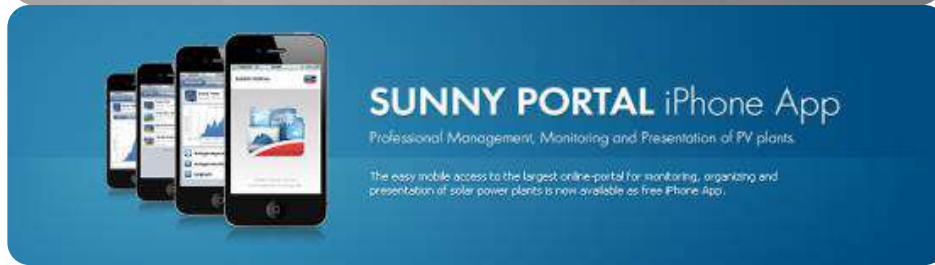 SUNNY PORTAL iPhone App
Professional Management, Monitoring and Presentation of PV plants.
The easy mobile access to the largest online-portal for monitoring, organizing and
presentation of solar power plants is now available as free iPhone App.